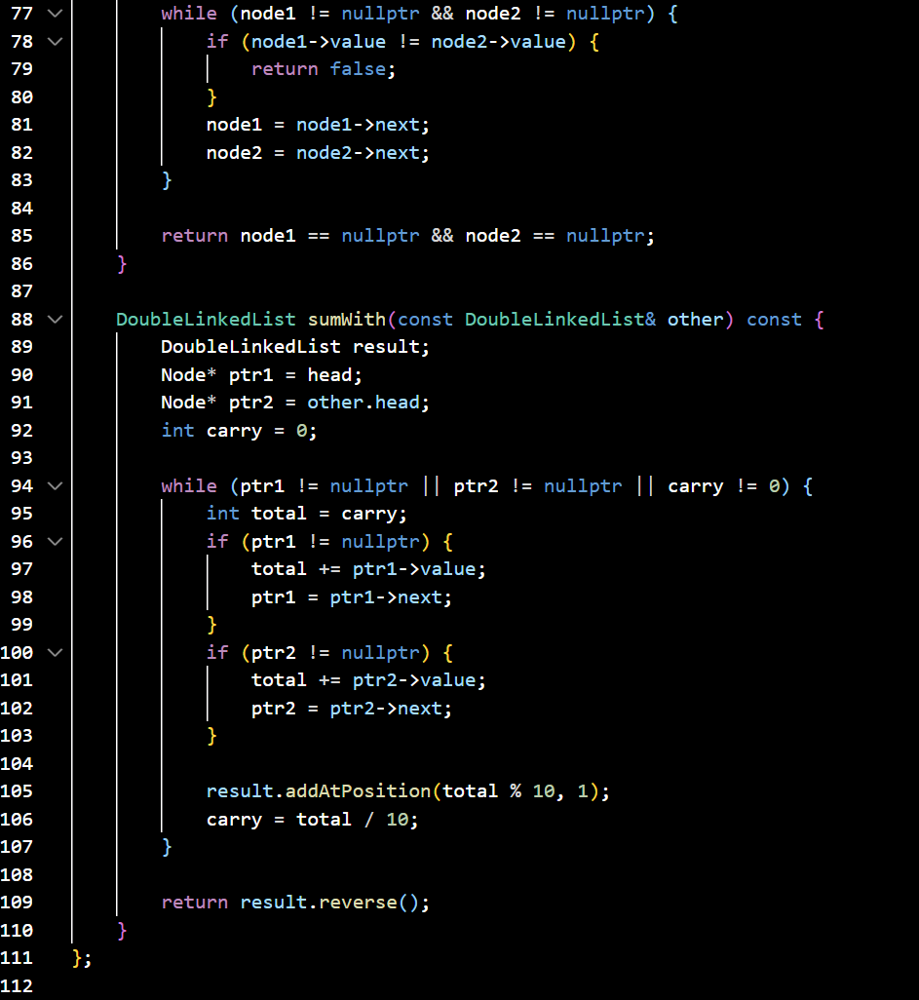 77 while (node1 != nullptr && node2 != nullptr) {
78 if (node1->value != node2->value) {
79 return false;
80 }
81 node1 = node1->next;
82 node2 = node2->next;
83 }
84
85 return node1 == nullptr && node2 == nullptr;
86 }
87
88 DoubleLinkedList sumWith(const DoubleLinkedList& other) const {
89 DoubleLinkedList result;
90 Node* ptr1 = head;
91 Node* ptr2 = other.head;
92 int carry = 0;
93
94 while (ptr1 != nullptr || ptr2 != nullptr || carry != 0) {
95 int total = carry;
96 if (ptr1 != nullptr) {
97 total += ptr1->value;
98 ptr1 = ptr1->next;
99 }
100 if (ptr2 != nullptr) {
101 total += ptr2->value;
102 ptr2 = ptr2->next;
103 }
104
105 result.addAtPosition(total % 10, 1);
106 carry = total / 10;
107 }
108
109 return result.reverse();
110 }
111 };
112